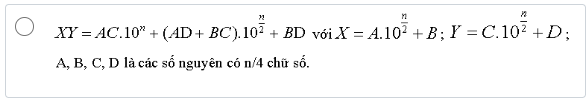 XY = AC.10^n + (AD + BC).10^{n/2} + BD với X = A.10^{n/2} + B; Y = C.10^{n/2} + D;
A, B, C, D là các số nguyên có n/4 chữ số.